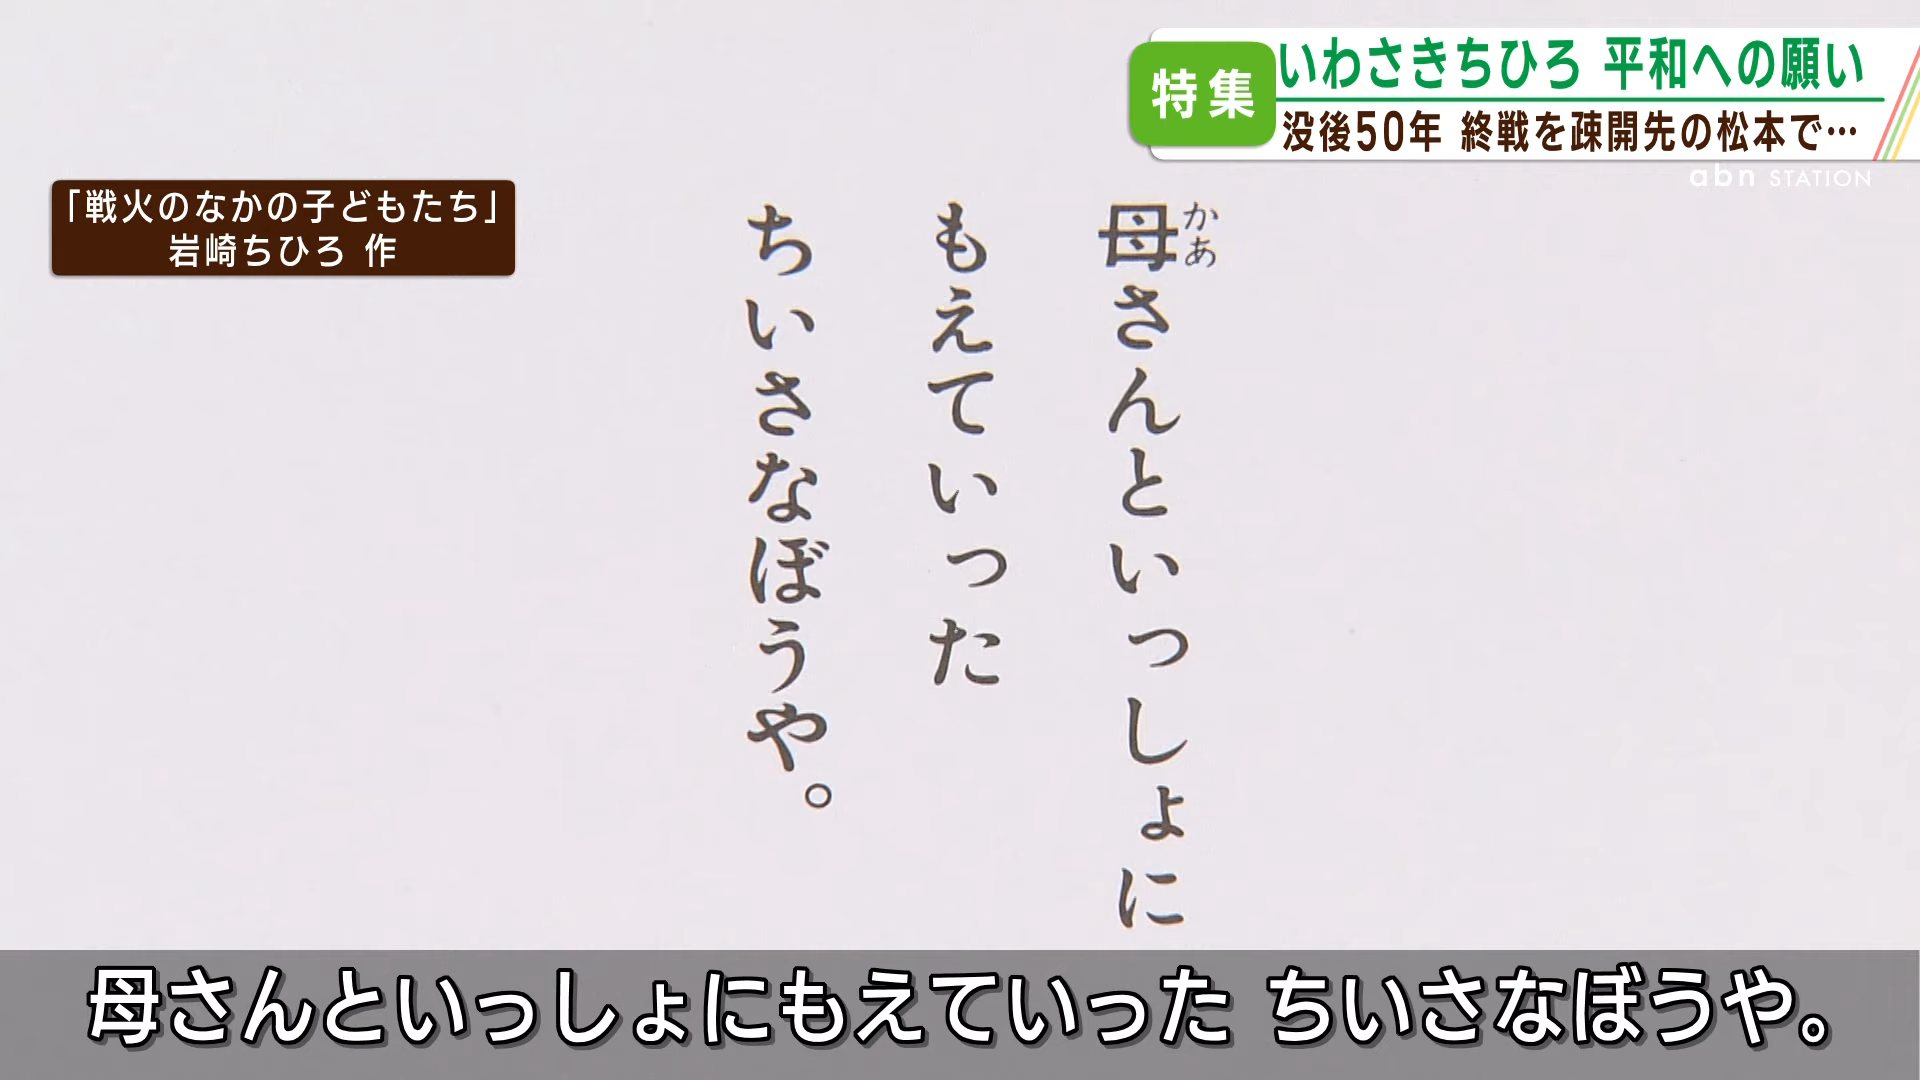 特集
いわさきちひろ 平和への願い
没後50年 終戦を疎開先の松本で…
abn STATION
「戦火のなかの子どもたち」
岩崎ちひろ 作
母さんといっしょに
かあ
もえていった
ちいさなぼうや。
母さんといっしょにもえていった ちいさなぼうや。